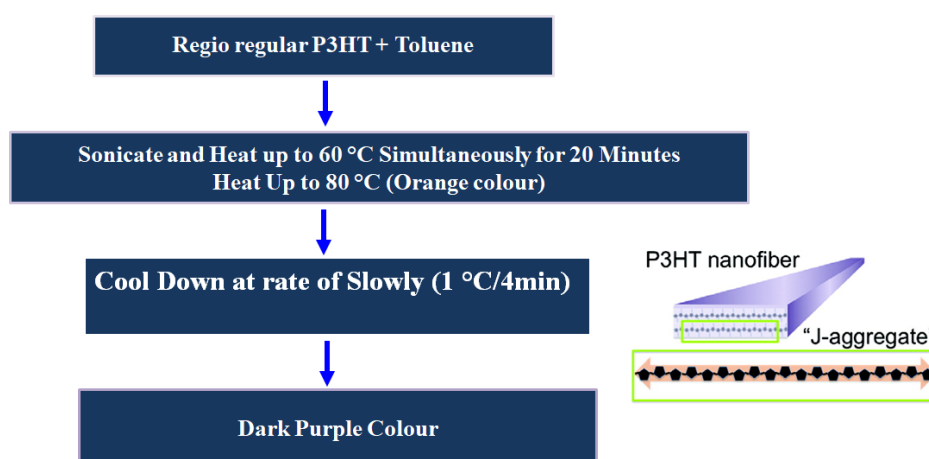 Regio regular P3HT + Toluene
Sonicate and Heat up to 60 °C Simultaneously for 20 Minutes
Heat Up to 80 °C (Orange colour)
Cool Down at rate of Slowly (1 °C/4min)
P3HT nanofiber
“J-aggregate
Dark Purple Colour